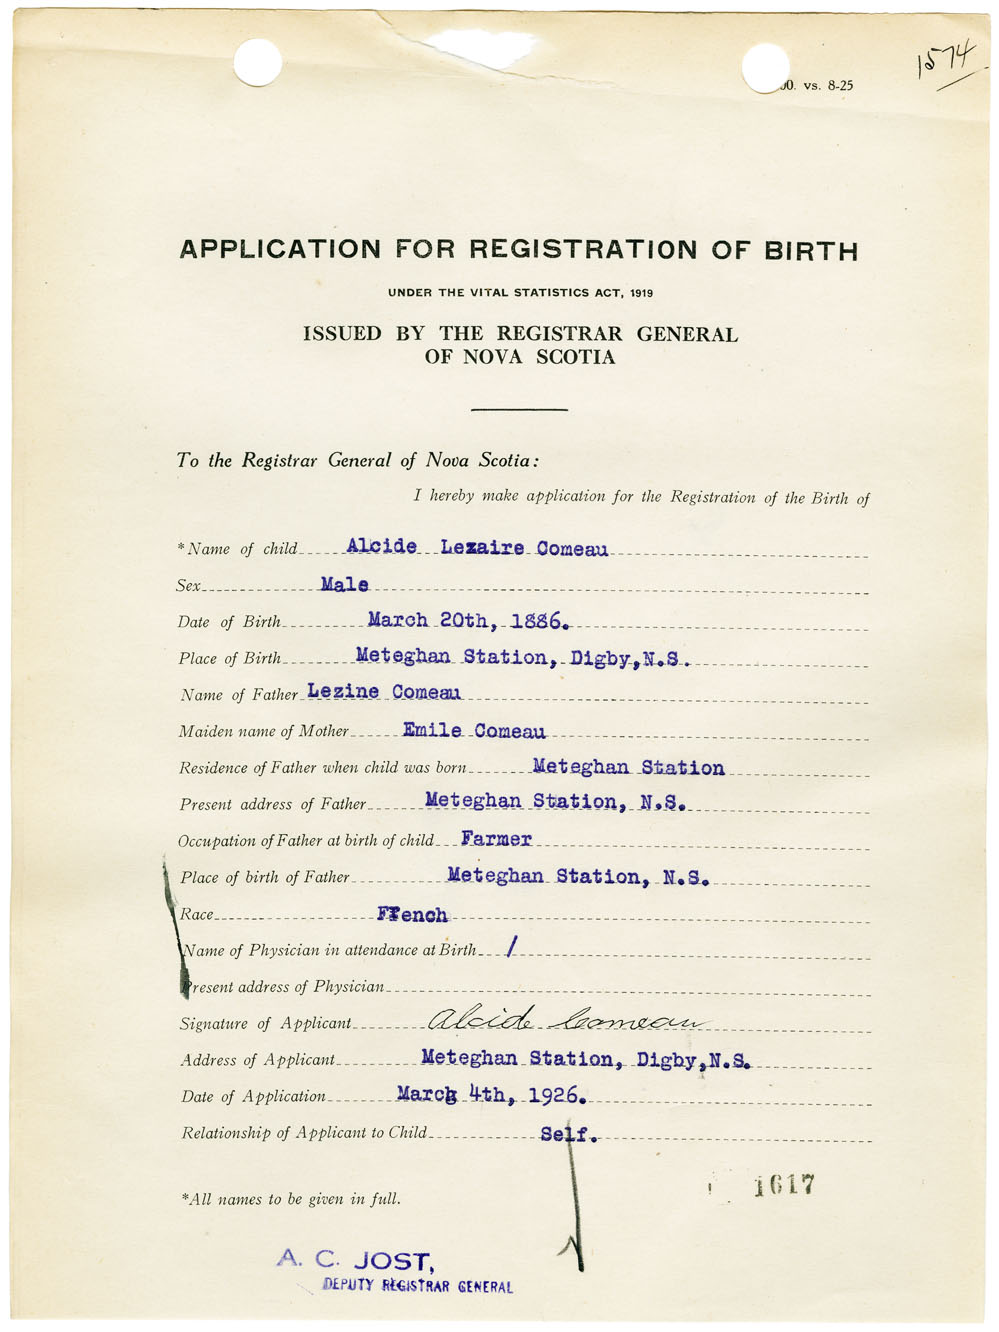 1574
00. vs. 8-25
APPLICATION FOR REGISTRATION OF BIRTH
UNDER THE VITAL STATISTICS ACT, 1919
ISSUED BY THE REGISTRAR GENERAL
OF NOVA SCOTIA
To the Registrar General of Nova Scotia:
I hereby make application for the Registration of the Birth of
*Name of child Alcide Lezaire Comeau
Sex Male
Date of Birth March 20th, 1886.
Place of Birth Meteghan Station, Digby,N.S.
Name of Father Lezine Comeau
Maiden name of Mother Emile Comeau
Residence of Father when child was born Meteghan Station
Present address of Father Meteghan Station, N.S.
Occupation of Father at birth of child Farmer
Place of birth of Father Meteghan Station, N.S.
Race French
Name of Physician in attendance at Birth /
Present address of Physician
Signature of Applicant Alcide Comeau
Address of Applicant Meteghan Station, Digby,N.S.
Date of Application March 4th, 1926.
Relationship of Applicant to Child Self.
1617
*All names to be given in full.
A. C. JOST,
DEPUTY REGISTRAR GENERAL